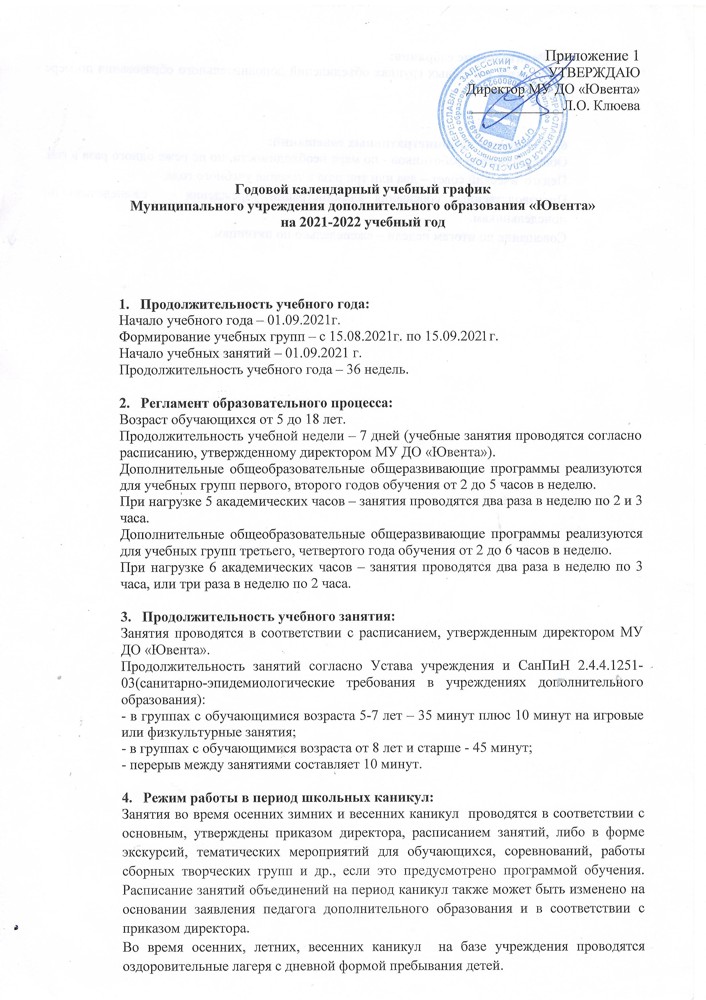 Приложение 1
УТВЕРЖДАЮ
Директор МУ ДО «Ювента»
Л.О. Клюева
РОССИЯ ЯРОСЛАВСКАЯ ОБЛАСТЬ ГОРОД ПЕРЕСЛАВЛЬ - ЗАЛЕССКИЙ *
* Муниципальное учреждение дополнительного образования "Ювента"
ОГРН 1027601049255
Годовой календарный учебный график
Муниципального учреждения дополнительного образования «Ювента»
на 2021-2022 учебный год
1. Продолжительность учебного года:
Начало учебного года – 01.09.2021г.
Формирование учебных групп – с 15.08.2021г. по 15.09.2021г.
Начало учебных занятий – 01.09.2021 г.
Продолжительность учебного года – 36 недель.
2. Регламент образовательного процесса:
Возраст обучающихся от 5 до 18 лет.
Продолжительность учебной недели – 7 дней (учебные занятия проводятся согласно
расписанию, утвержденному директором МУ ДО «Ювента»).
Дополнительные общеобразовательные общеразвивающие программы реализуются
для учебных групп первого, второго годов обучения от 2 до 5 часов в неделю.
При нагрузке 5 академических часов – занятия проводятся два раза в неделю по 2 и 3
часа.
Дополнительные общеобразовательные общеразвивающие программы реализуются
для учебных групп третьего, четвертого года обучения от 2 до 6 часов в неделю.
При нагрузке 6 академических часов – занятия проводятся два раза в неделю по 3
часа, или три раза в неделю по 2 часа.
3. Продолжительность учебного занятия:
Занятия проводятся в соответствии с расписанием, утвержденным директором МУ
ДО «Ювента».
Продолжительность занятий согласно Устава учреждения и СанПиН 2.4.4.1251-
03(санитарно-эпидемиологические требования в учреждениях дополнительного
образования):
- в группах с обучающимися возраста 5-7 лет – 35 минут плюс 10 минут на игровые
или физкультурные занятия;
- в группах с обучающимися возраста от 8 лет и старше - 45 минут;
- перерыв между занятиями составляет 10 минут.
4. Режим работы в период школьных каникул:
Занятия во время осенних зимних и весенних каникул проводятся в соответствии с
основным, утверждены приказом директора, расписанием занятий, либо в форме
экскурсий, тематических мероприятий для обучающихся, соревнований, работы
сборных творческих групп и др., если это предусмотрено программой обучения.
Расписание занятий объединений на период каникул также может быть изменено на
основании заявления педагога дополнительного образования и в соответствии с
приказом директора.
Во время осенних, летних, весенних каникул на базе учреждения проводятся
оздоровительные лагеря с дневной формой пребывания детей.